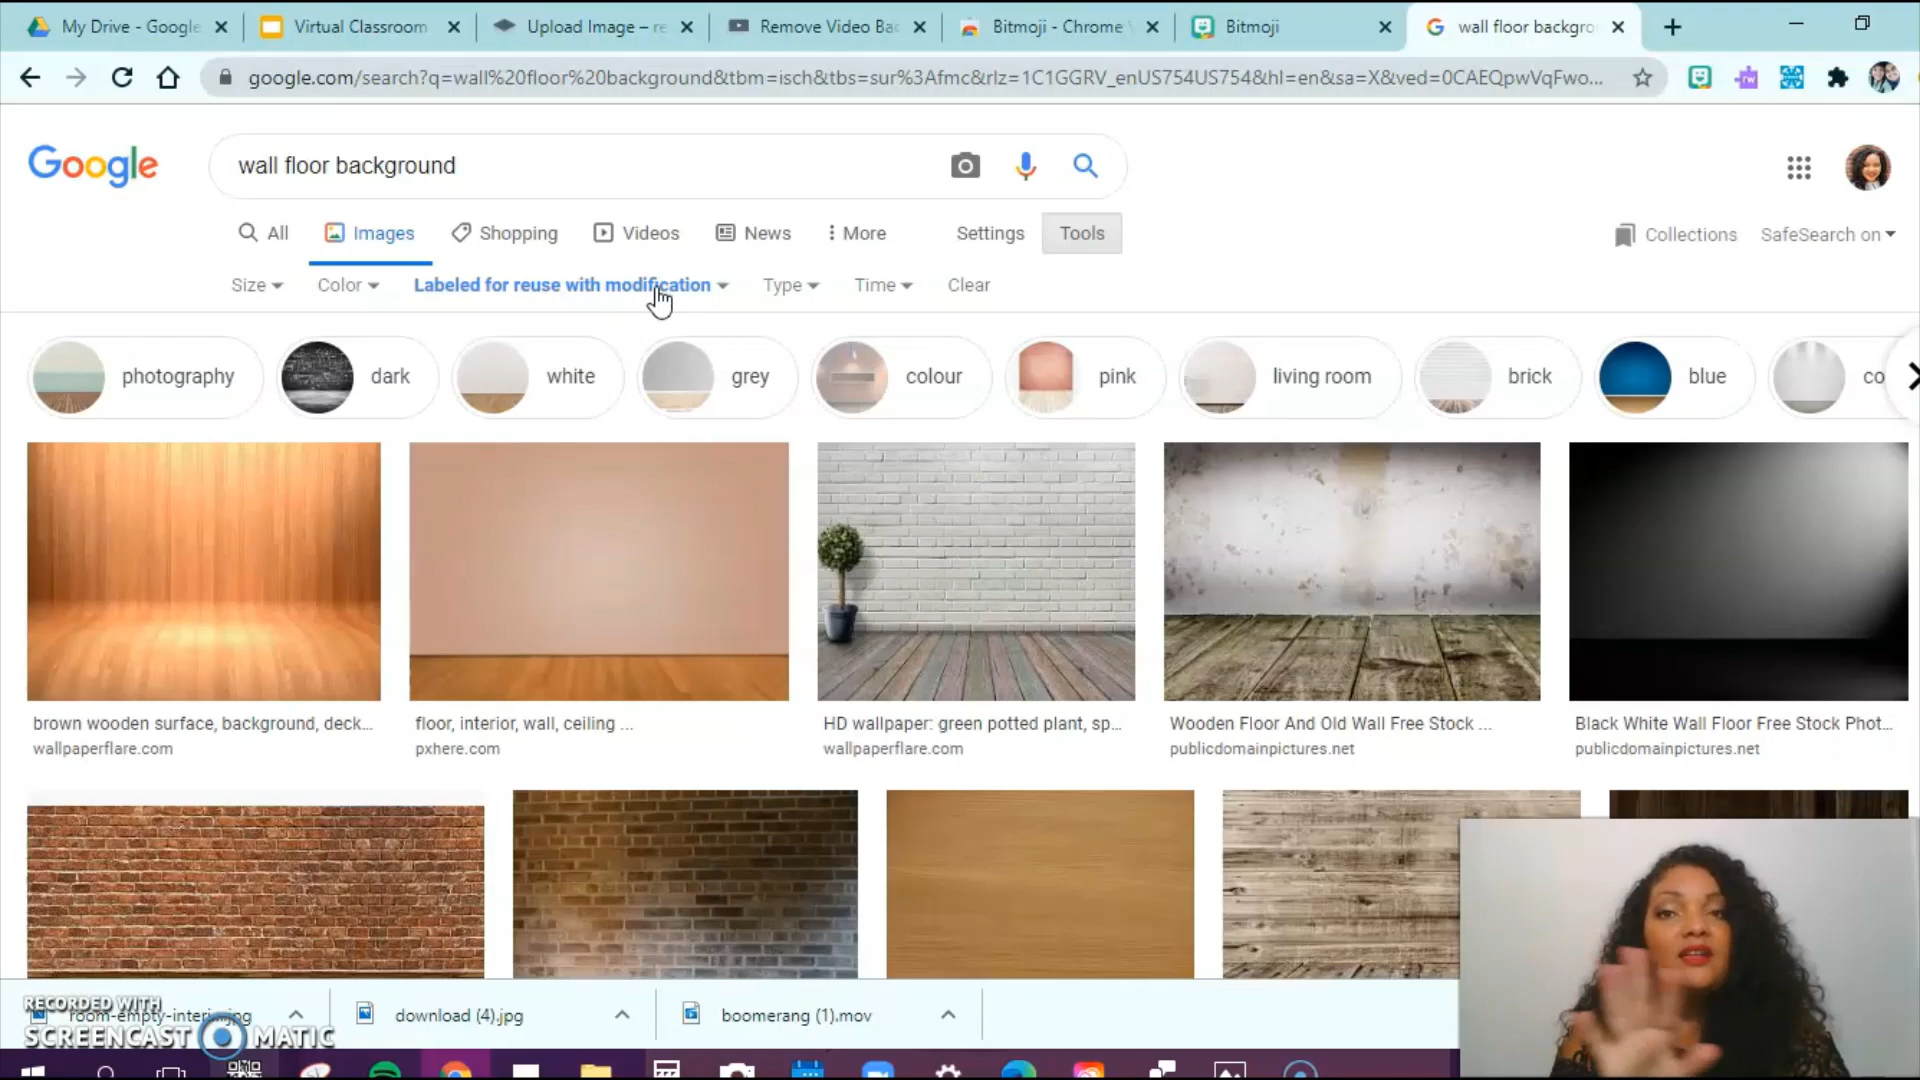 My Drive - Google
Virtual Classroom
Upload Image – re
Remove Video Bac
Bitmoji - Chrome
Bitmoji
wall floor backgro
google.com/search?q=wall%20floor%20background&tbm=isch&tbs=sur%3Afmc&rlz=1C1GGRV_enUS754US754&hl=en&sa=X&ved=0CAEQpwVqFwo...
Google
wall floor background
All
Images
Shopping
Videos
News
More
Settings
Tools
Collections
SafeSearch on
Size
Color
Labeled for reuse with modification
Type
Time
Clear
photography
dark
white
grey
colour
pink
living room
brick
blue
co
brown wooden surface, background, deck...
wallpaperflare.com
floor, interior, wall, ceiling ...
pxhere.com
HD wallpaper: green potted plant, sp...
wallpaperflare.com
Wooden Floor And Old Wall Free Stock ...
publicdomainpictures.net
Black White Wall Floor Free Stock Phot...
publicdomainpictures.net
RECORDED WITH
SCREENCAST MATIC
room-empty-interi...jpg
download (4).jpg
boomerang (1).mov